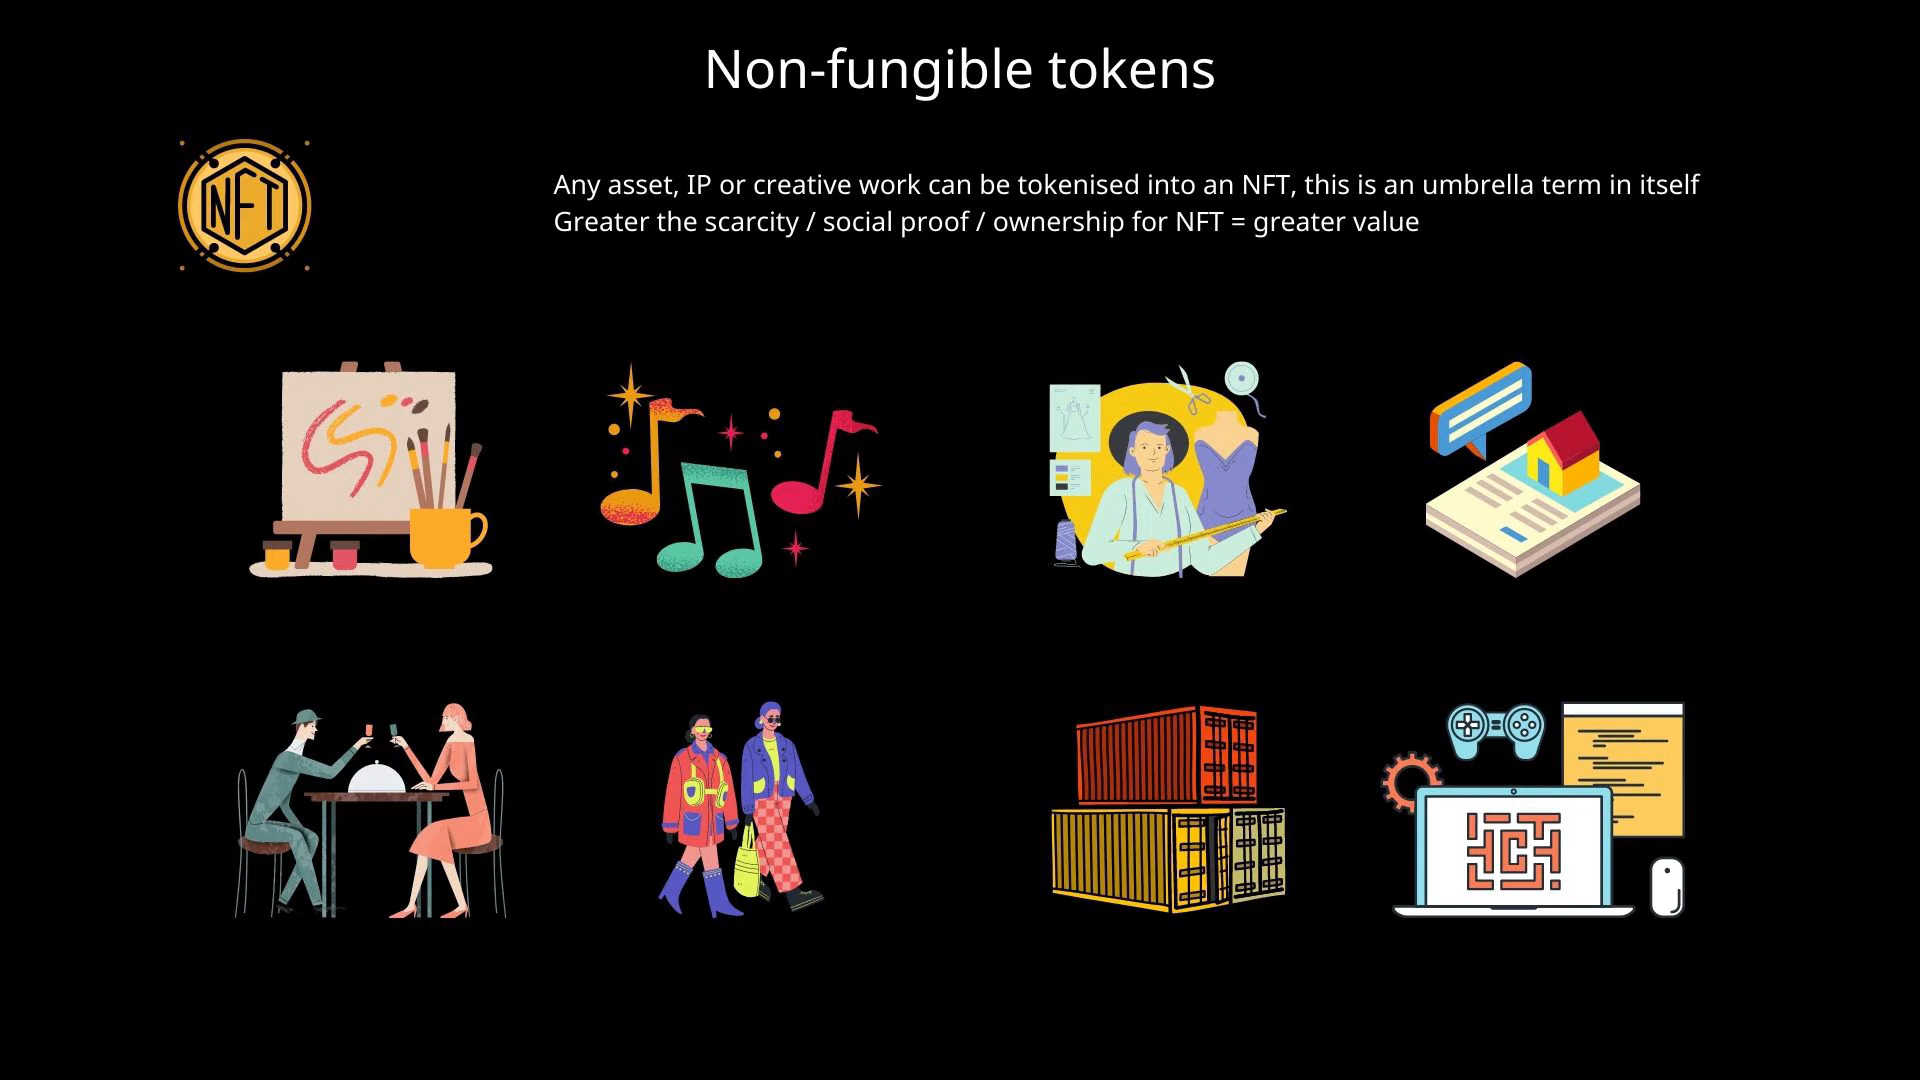 Non-fungible tokens
NFT
Any asset, IP or creative work can be tokenised into an NFT, this is an umbrella term in itself
Greater the scarcity / social proof / ownership for NFT = greater value